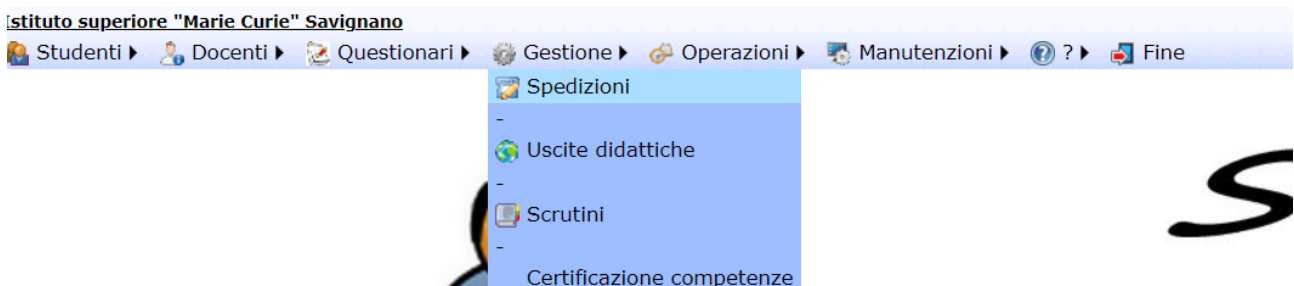 Istituto superiore "Marie Curie" Savignano
Studenti Docenti Questionari Gestione Operazioni Manutenzioni ? Fine
Spedizioni
-
Uscite didattiche
-
Scrutini
-
Certificazione competenze
S